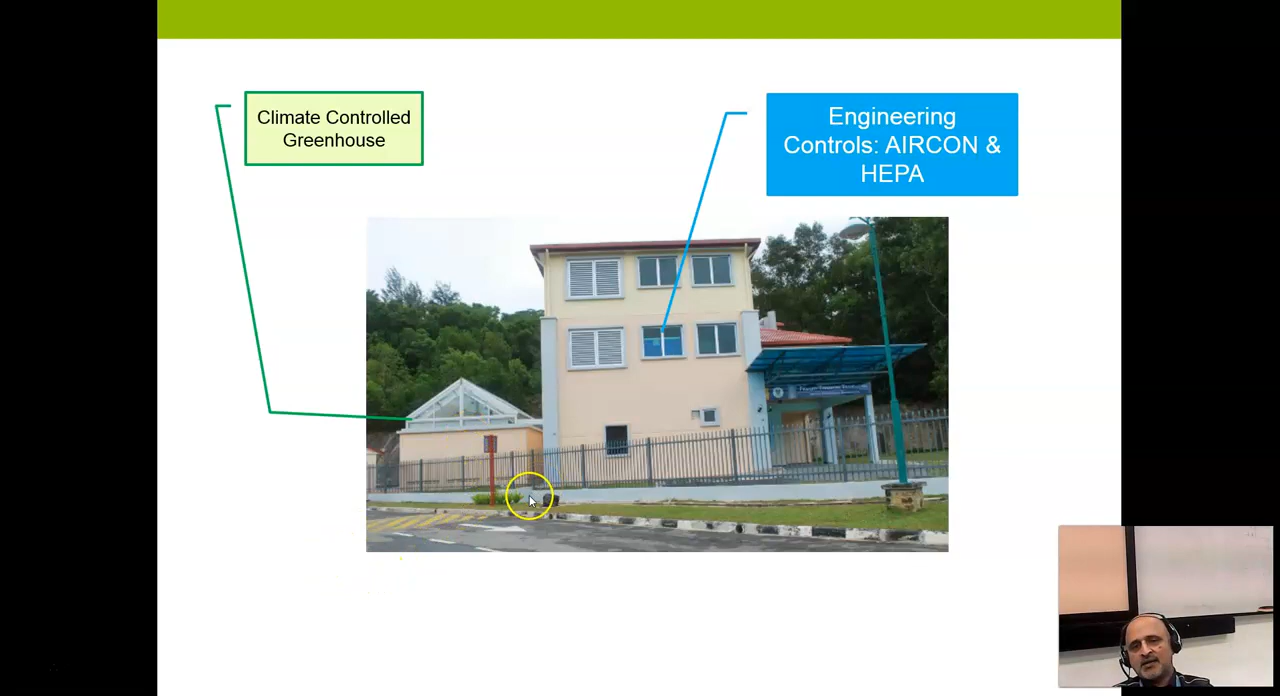 Climate Controlled
Greenhouse
Engineering
Controls: AIRCON &
HEPA